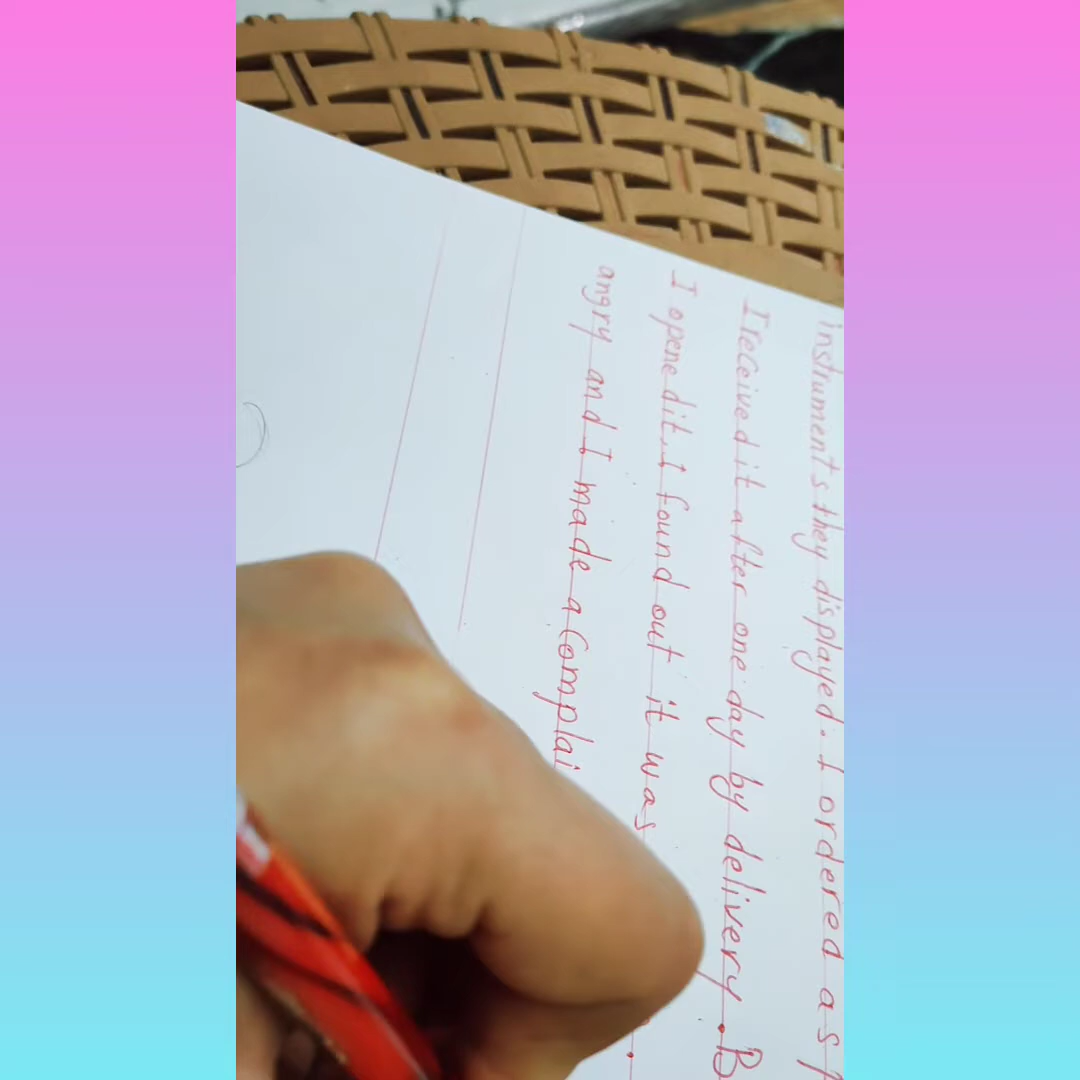 instruments they displayed. I ordered a
I received it after one day by delivery. B
I opened it, I found out it was
angry and I made a complai